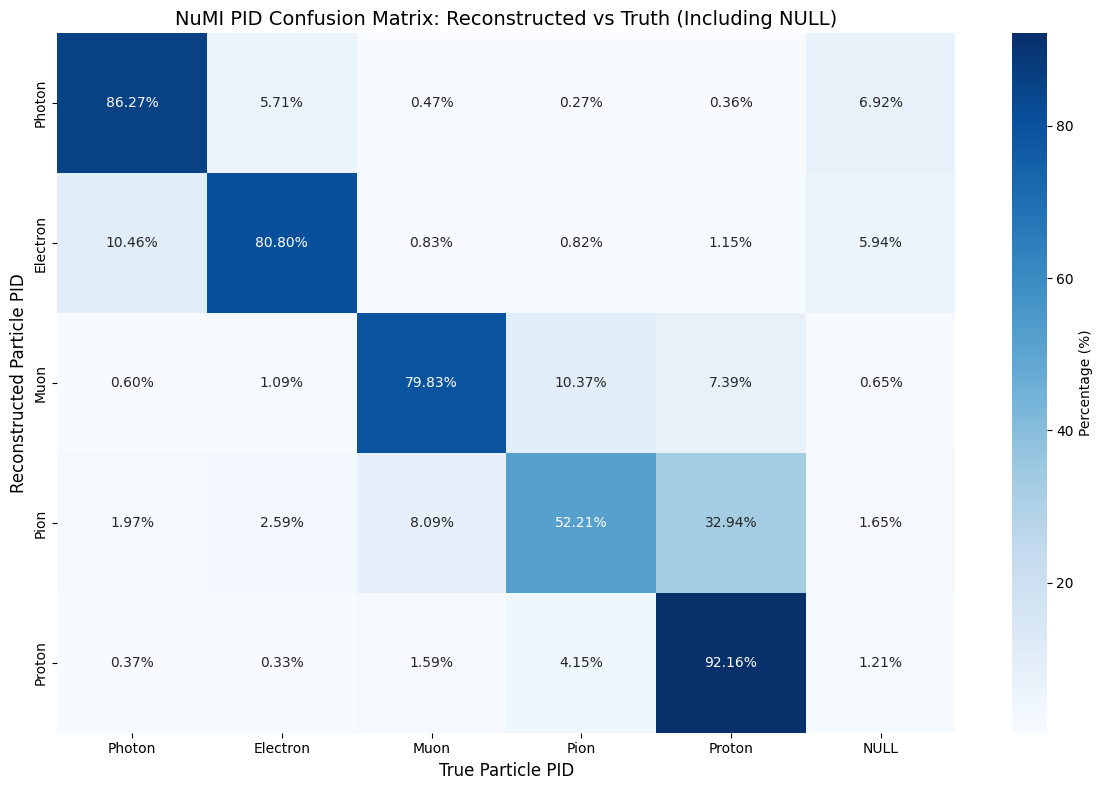 NuMI PID Confusion Matrix: Reconstructed vs Truth (Including NULL)
Reconstructed Particle PID
Photon
86.27% 5.71% 0.47% 0.27% 0.36% 6.92%
Electron
10.46% 80.80% 0.83% 0.82% 1.15% 5.94%
Muon
0.60% 1.09% 79.83% 10.37% 7.39% 0.65%
Pion
1.97% 2.59% 8.09% 52.21% 32.94% 1.65%
Proton
0.37% 0.33% 1.59% 4.15% 92.16% 1.21%
Photon Electron Muon Pion Proton NULL
True Particle PID
80
60
40
20
Percentage (%)